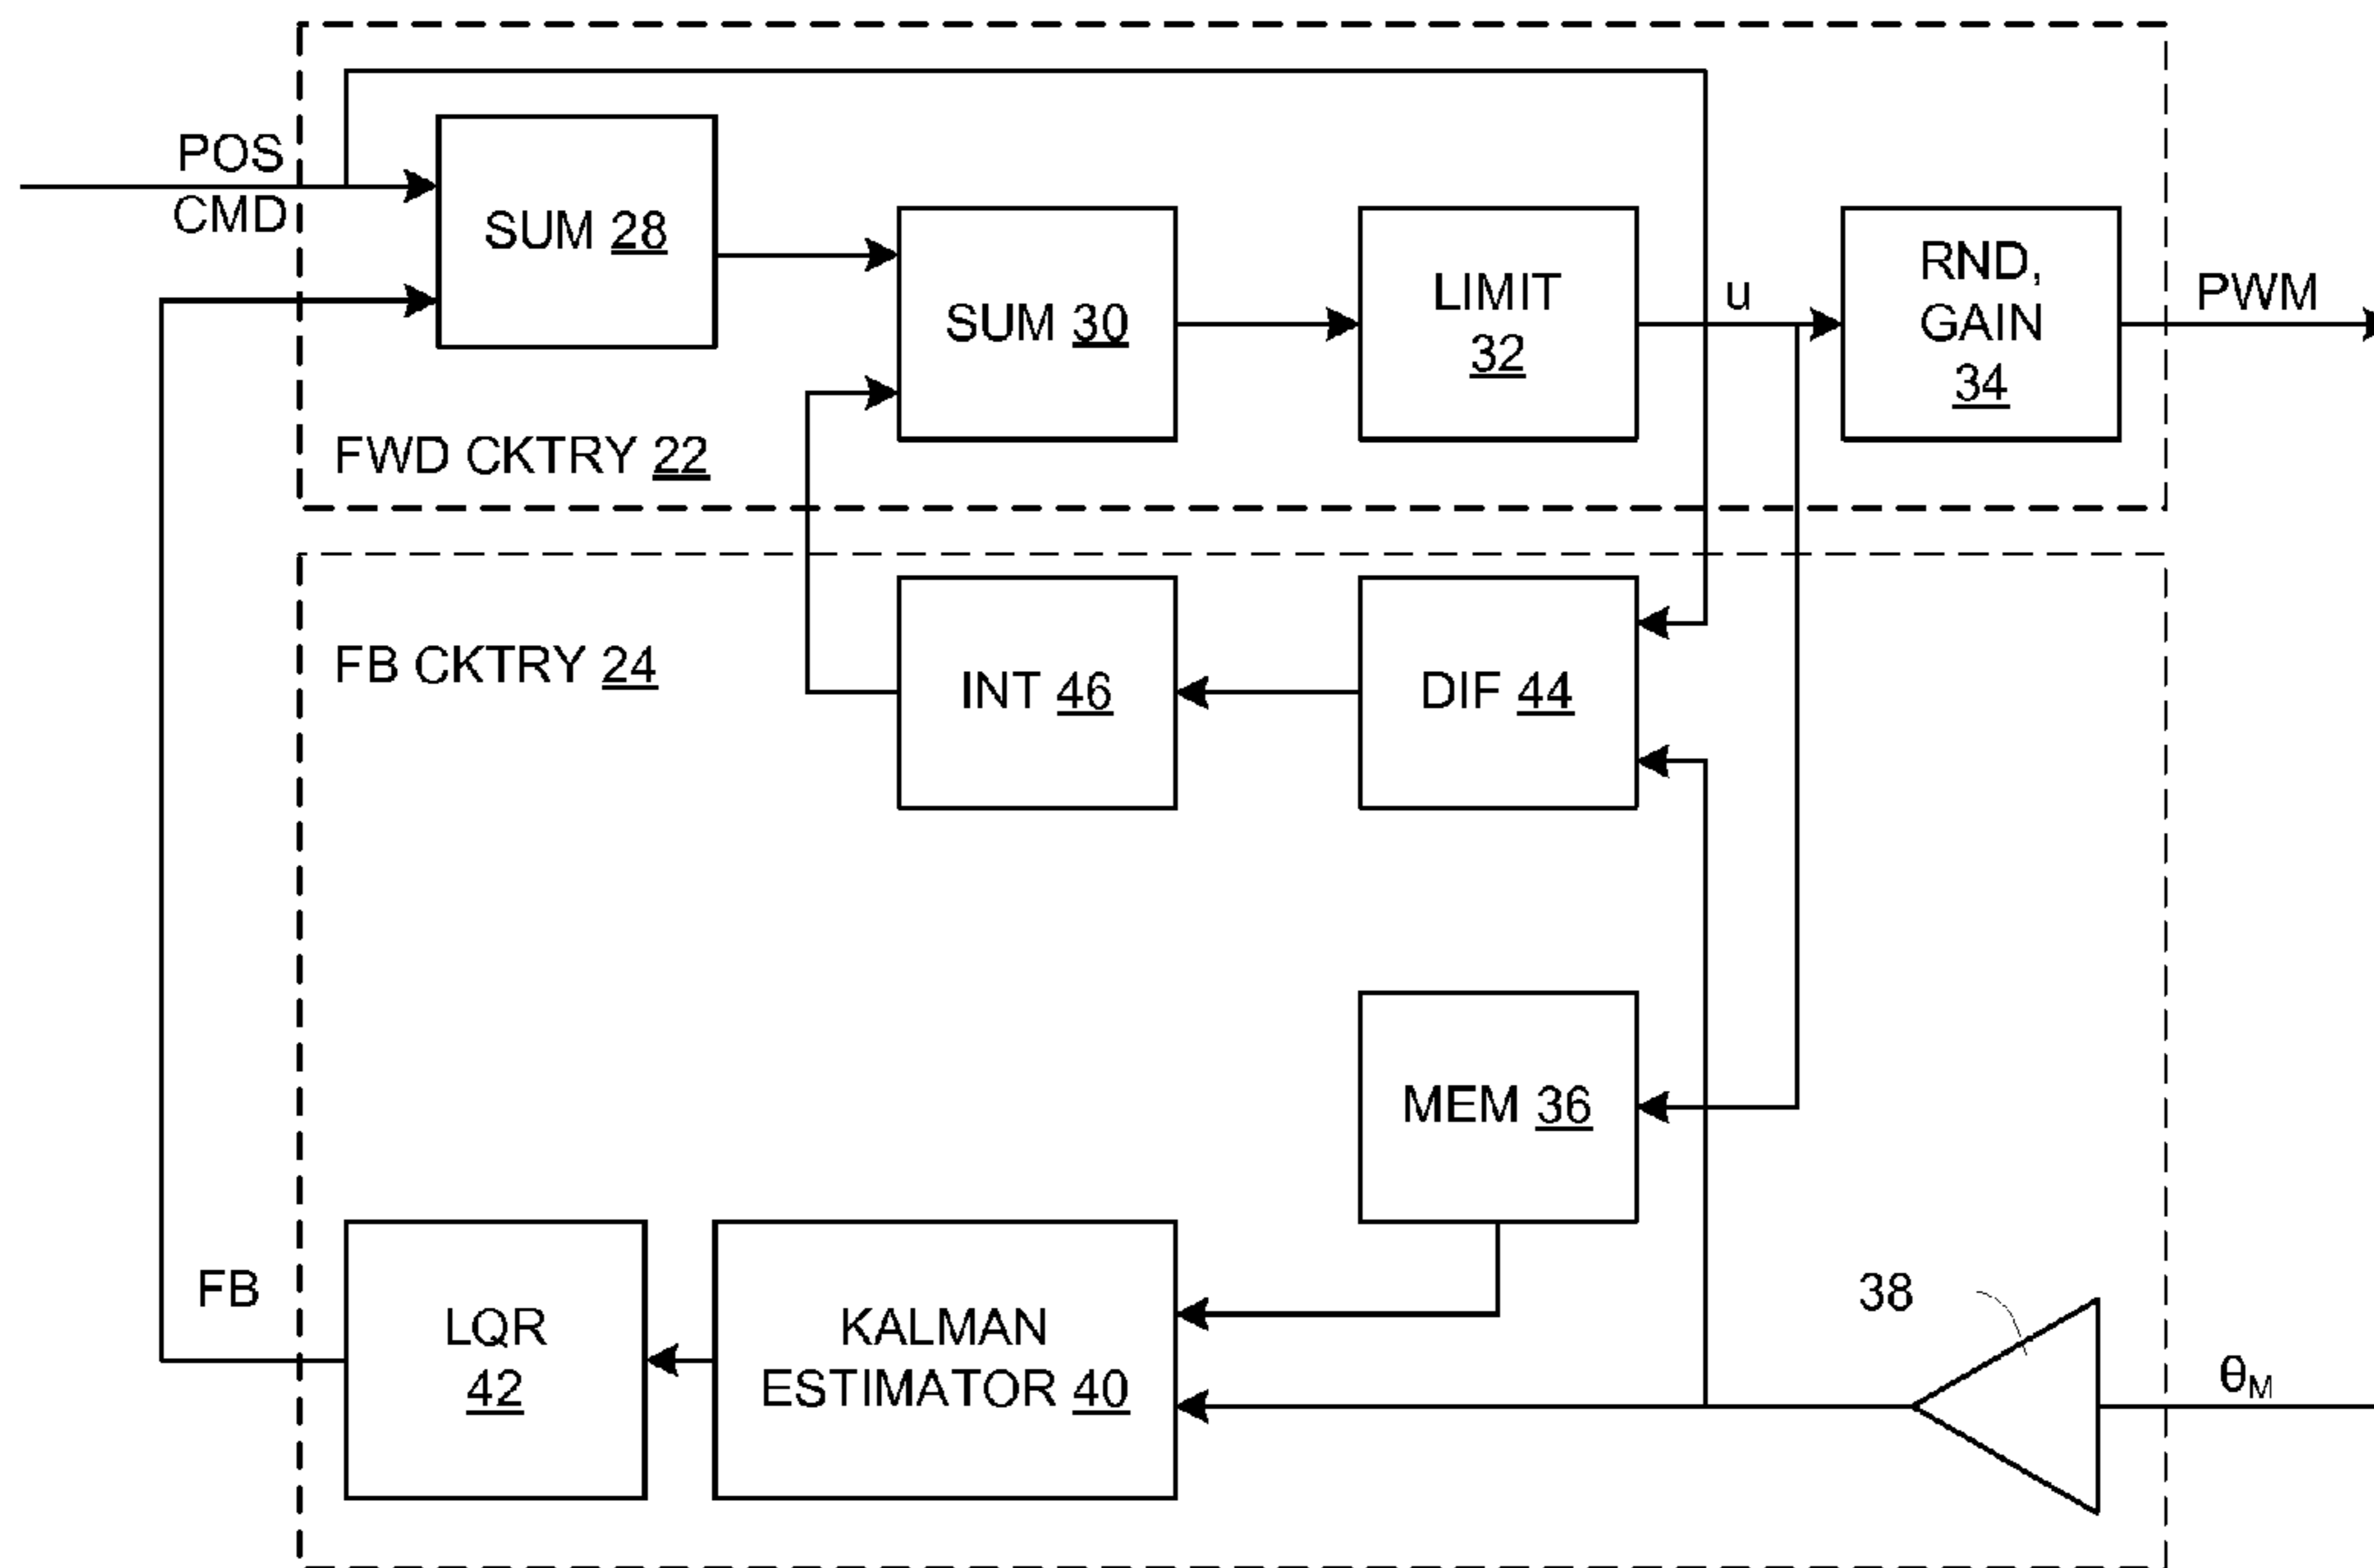 POS
CMD
SUM 28
SUM 30
LIMIT
32
u
RND,
GAIN
34
PWM
FWD CKTRY 22
FB CKTRY 24
INT 46
DIF 44
MEM 36
FB
LQR
42
KALMAN
ESTIMATOR 40
38
θM